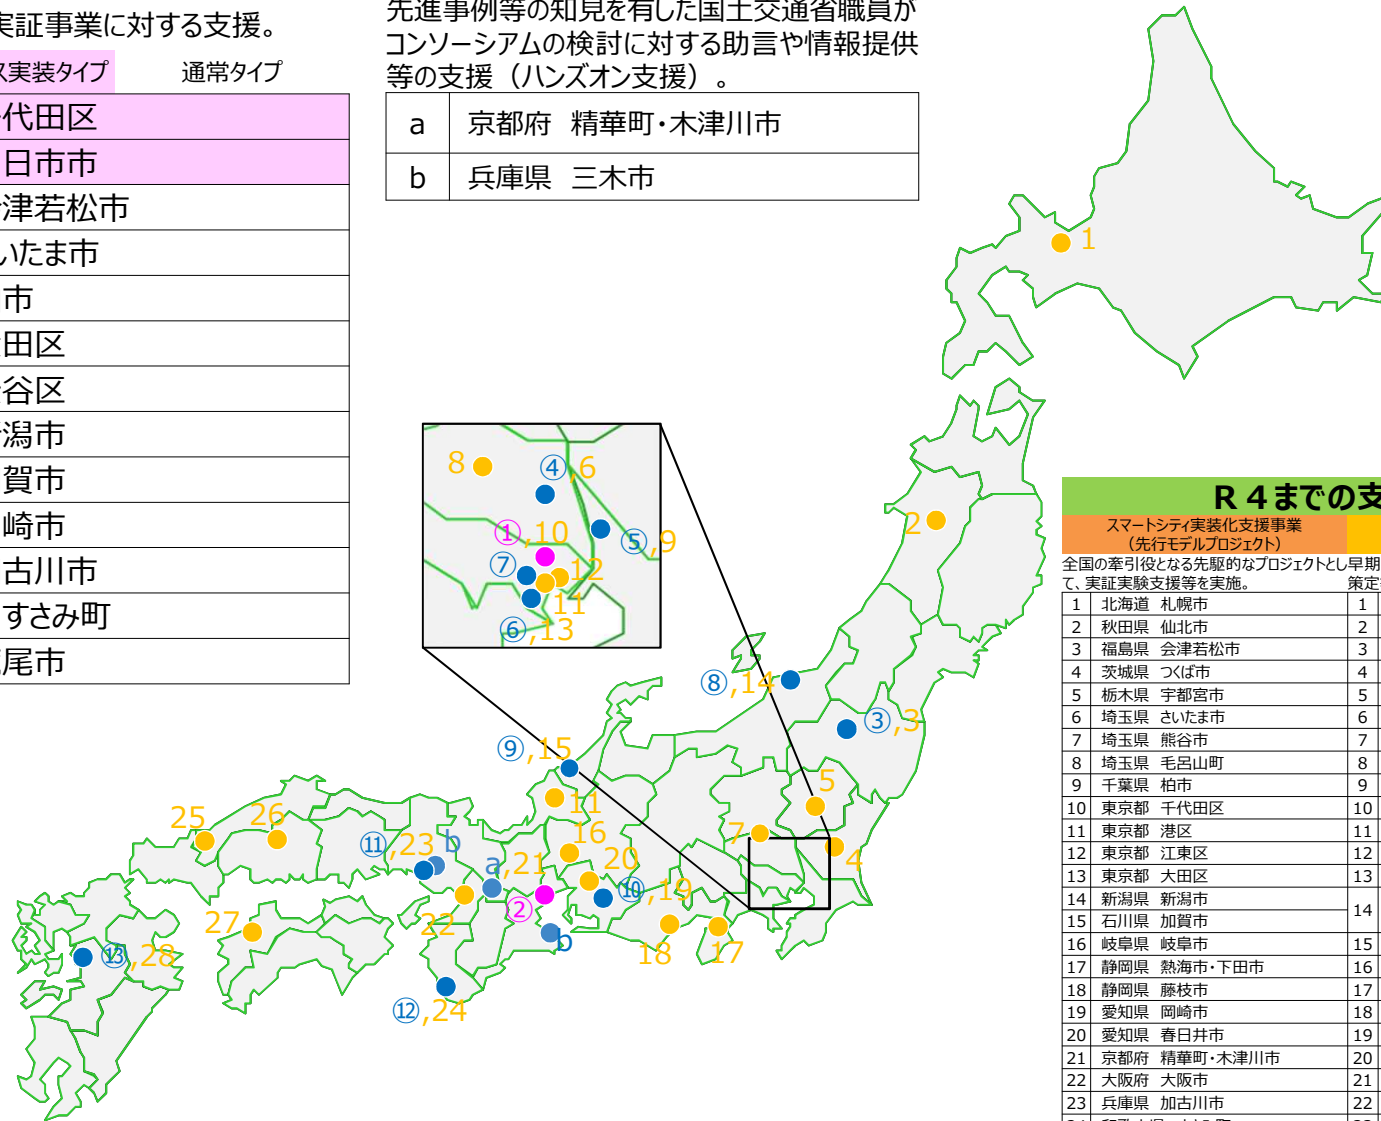 実証事業に対する支援。
ス実装タイプ 通常タイプ
代田区
日市市
津若松市
いたま市
市
田区
谷区
潟市
賀市
崎市
古川市
すさみ町
尾市
先進事例等の知見を有した国土交通省職員が
コンソーシアムの検討に対する助言や情報提供
等の支援（ハンズオン支援）。
a 京都府 精華町・木津川市
b 兵庫県 三木市
1
2
8
④,6
①,10
⑤,9
⑦
12
11
⑥,13
⑧,14
③,3
⑨,15
5
11
7
4
25
26
16
⑪,23
b
a,21
20
⑩,19
②
22
27
b
18
17
⑬,28
⑫,24
R４までの支
スマートシティ実装化支援事業
（先行モデルプロジェクト）
全国の牽引役となる先駆的なプロジェクトとし
て、実証実験支援等を実施。
早期
策定
1 北海道 札幌市 1
2 秋田県 仙北市 2
3 福島県 会津若松市 3
4 茨城県 つくば市 4
5 栃木県 宇都宮市 5
6 埼玉県 さいたま市 6
7 埼玉県 熊谷市 7
8 埼玉県 毛呂山町 8
9 千葉県 柏市 9
10 東京都 千代田区 10
11 東京都 港区 11
12 東京都 江東区 12
13 東京都 大田区 13
14 新潟県 新潟市 14
15 石川県 加賀市
16 岐阜県 岐阜市 15
17 静岡県 熱海市・下田市 16
18 静岡県 藤枝市 17
19 愛知県 岡崎市 18
20 愛知県 春日井市 19
21 京都府 精華町・木津川市 20
22 大阪府 大阪市 21
23 兵庫県 加古川市 22